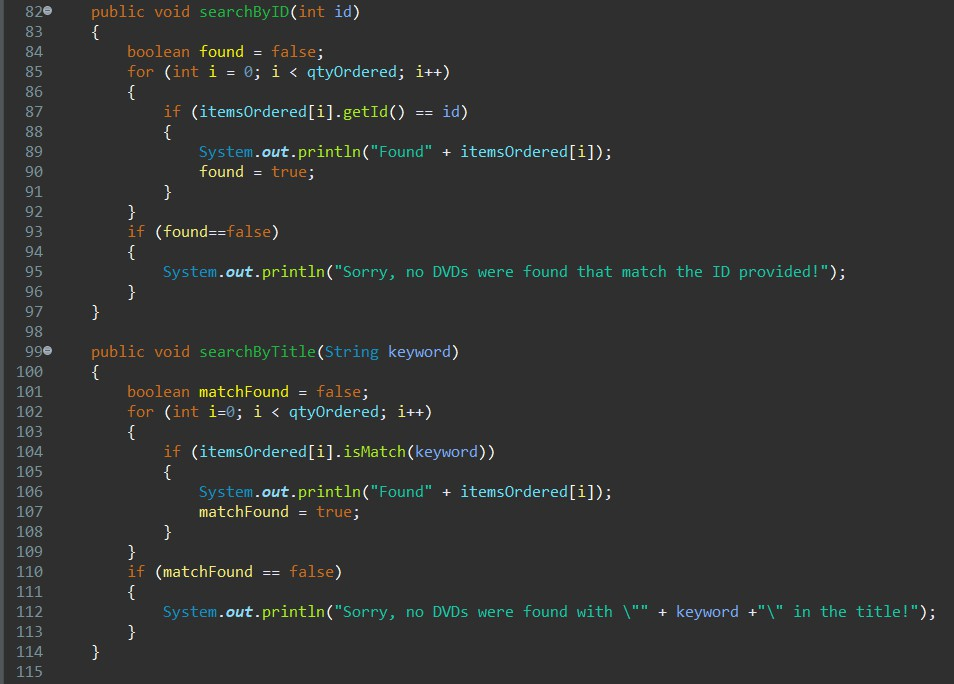 82 public void searchByID(int id)
83 {
84 boolean found = false;
85 for (int i = 0; i < qtyOrdered; i++)
86 {
87 if (itemsOrdered[i].getId() == id)
88 {
89 System.out.println("Found" + itemsOrdered[i]);
90 found = true;
91 }
92 }
93 if (found==false)
94 {
95 System.out.println("Sorry, no DVDs were found that match the ID provided!");
96 }
97 }
98
99 public void searchByTitle(String keyword)
100 {
101 boolean matchFound = false;
102 for (int i=0; i < qtyOrdered; i++)
103 {
104 if (itemsOrdered[i].isMatch(keyword))
105 {
106 System.out.println("Found" + itemsOrdered[i]);
107 matchFound = true;
108 }
109 }
110 if (matchFound == false)
111 {
112 System.out.println("Sorry, no DVDs were found with \"" + keyword +"\" in the title!");
113 }
114 }
115